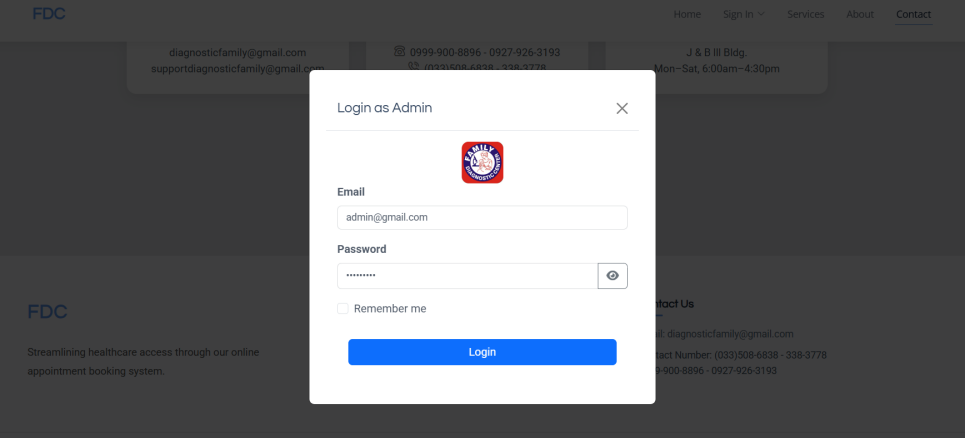 FDC
Home Sign In Services About Contact
diagnosticfamily@gmail.com
supportdiagnosticfamily@gmail.com
0999-900-8896 - 0927-926-3193
(033)508-6838 - 338-3778
J & B III Bldg.
Mon–Sat, 6:00am–4:30pm
Login as Admin
FAMILY
DIAGNOSTIC CENTER
Email
admin@gmail.com
Password
•••••••••
Remember me
Login
FDC
Streamlining healthcare access through our online
appointment booking system.
ntact Us
il: diagnosticfamily@gmail.com
tact Number: (033)508-6838 - 338-3778
9-900-8896 - 0927-926-3193